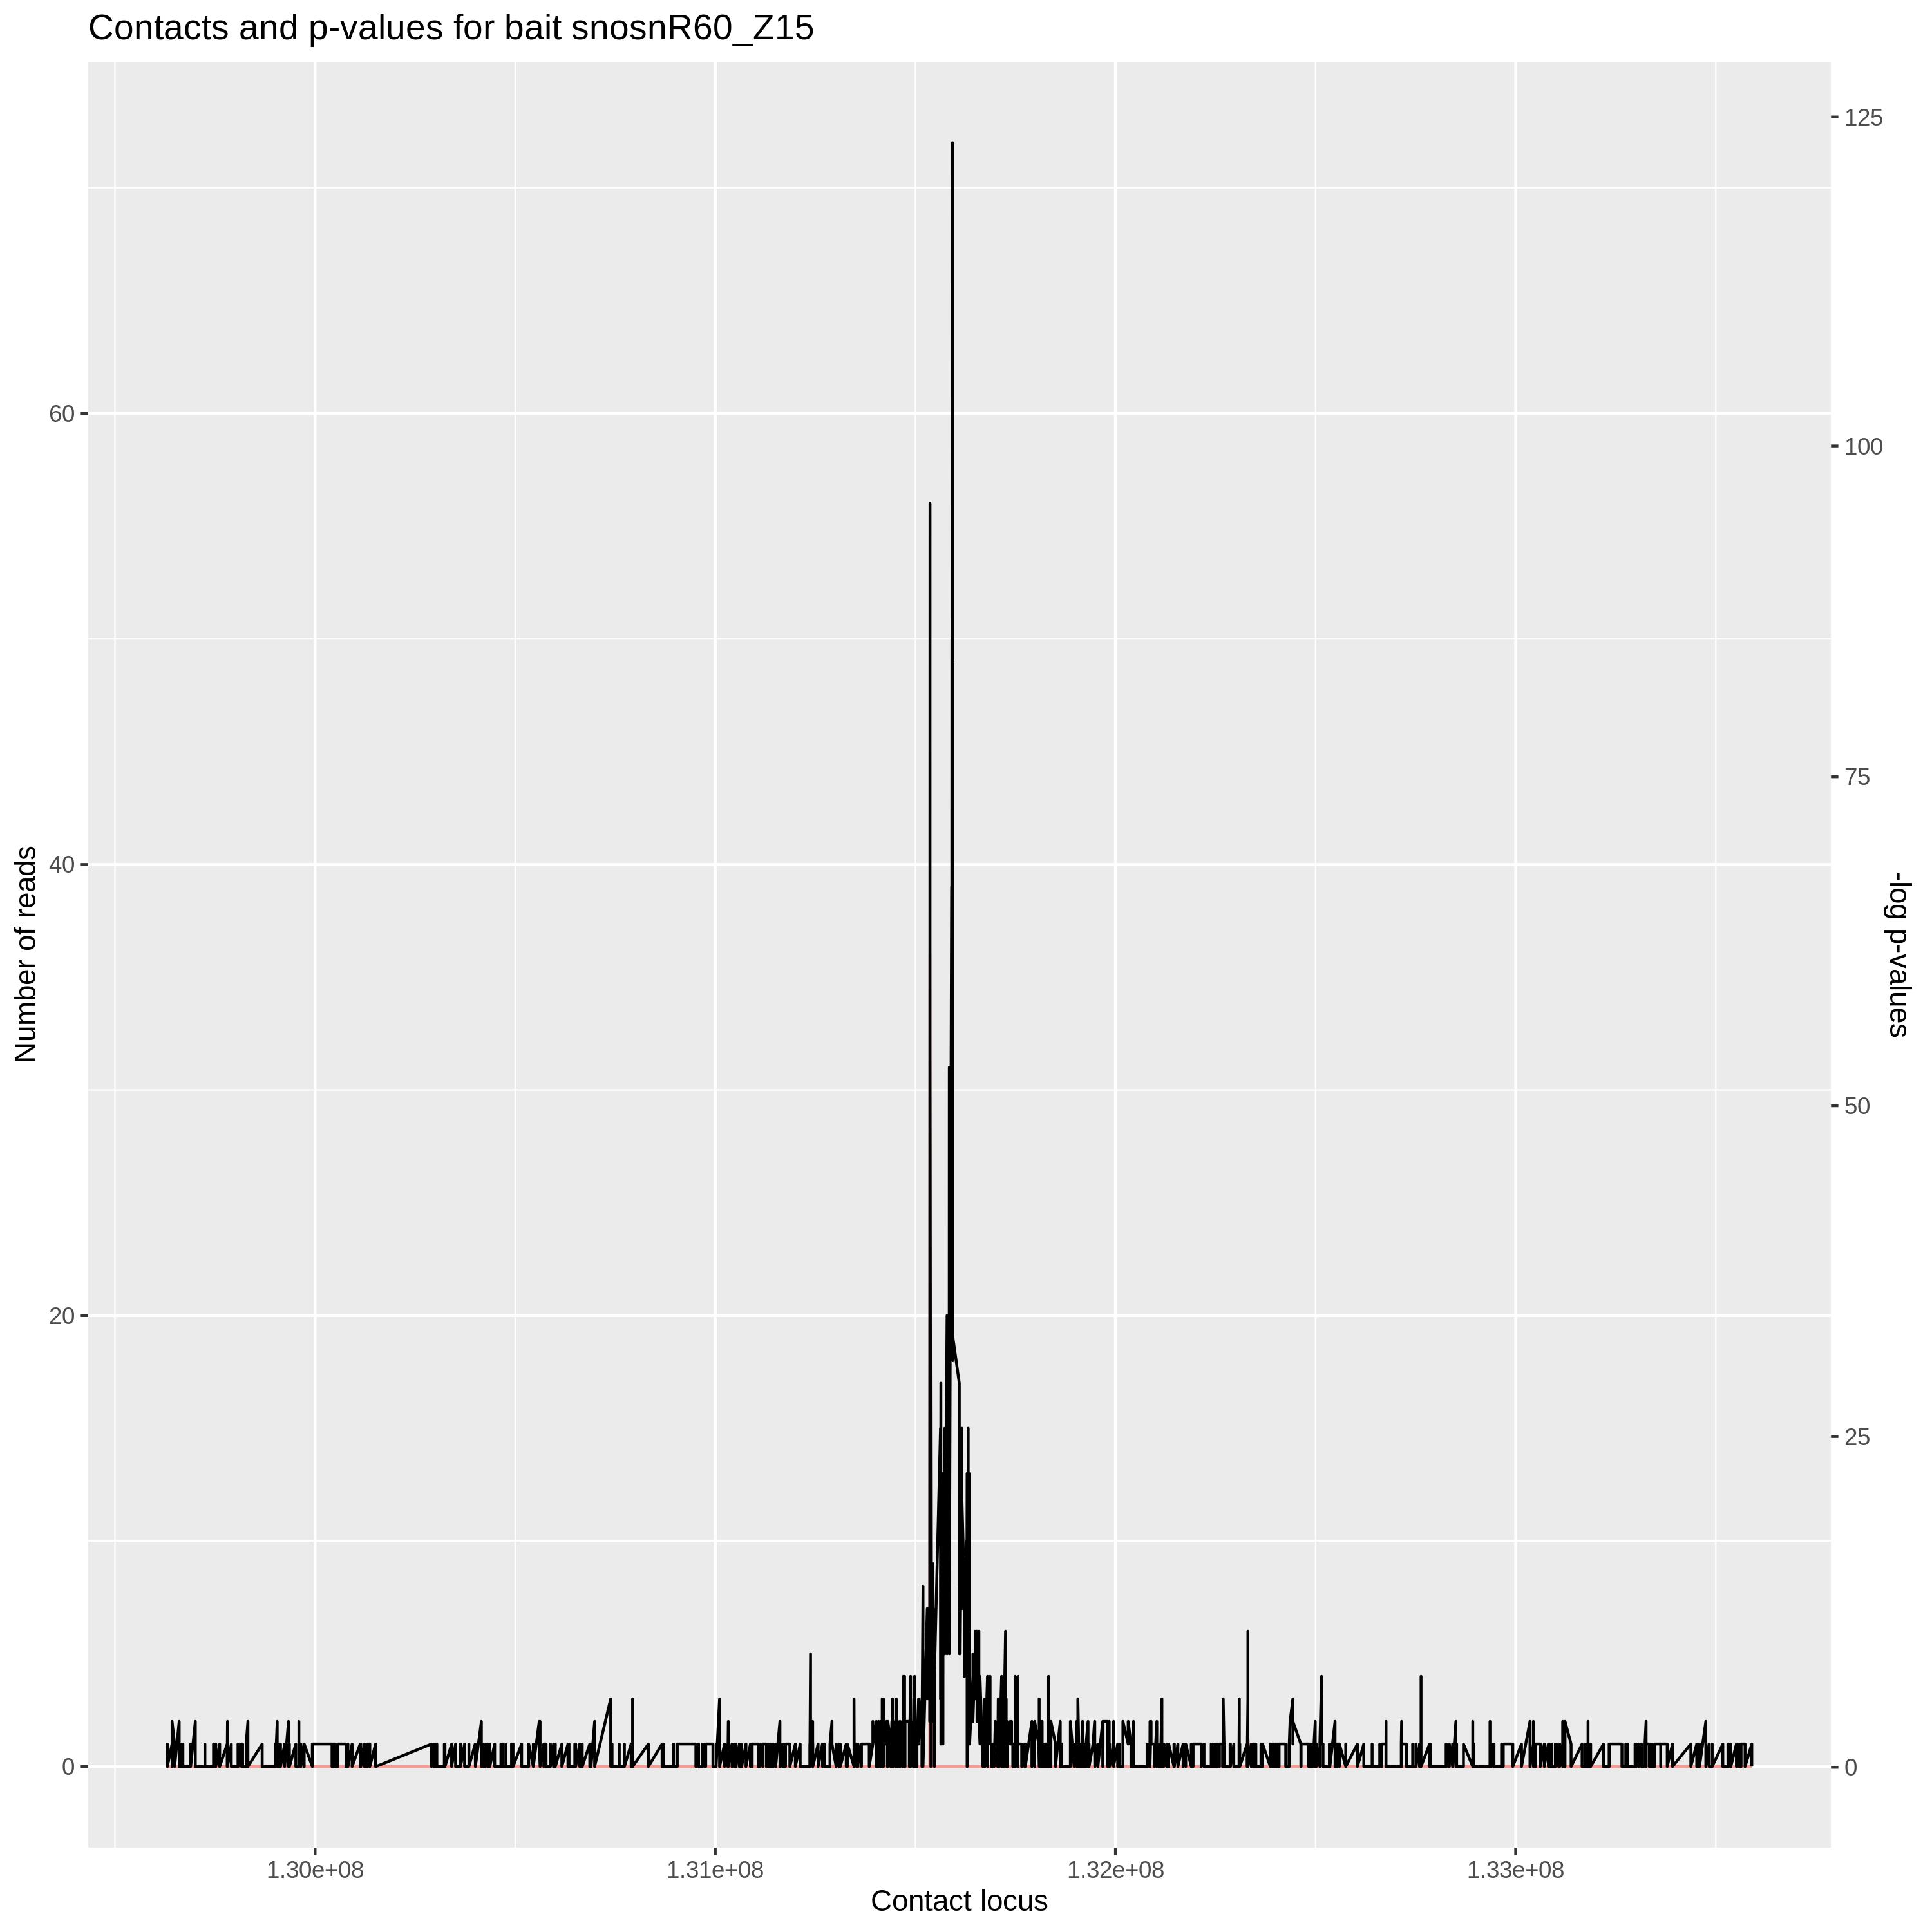 Contacts and p-values for bait snosnR60_Z15
Number of reads
60
40
20
0
125
100
75
50
25
0
-log p-values
1.30e+08
1.31e+08
1.32e+08
1.33e+08
Contact locus